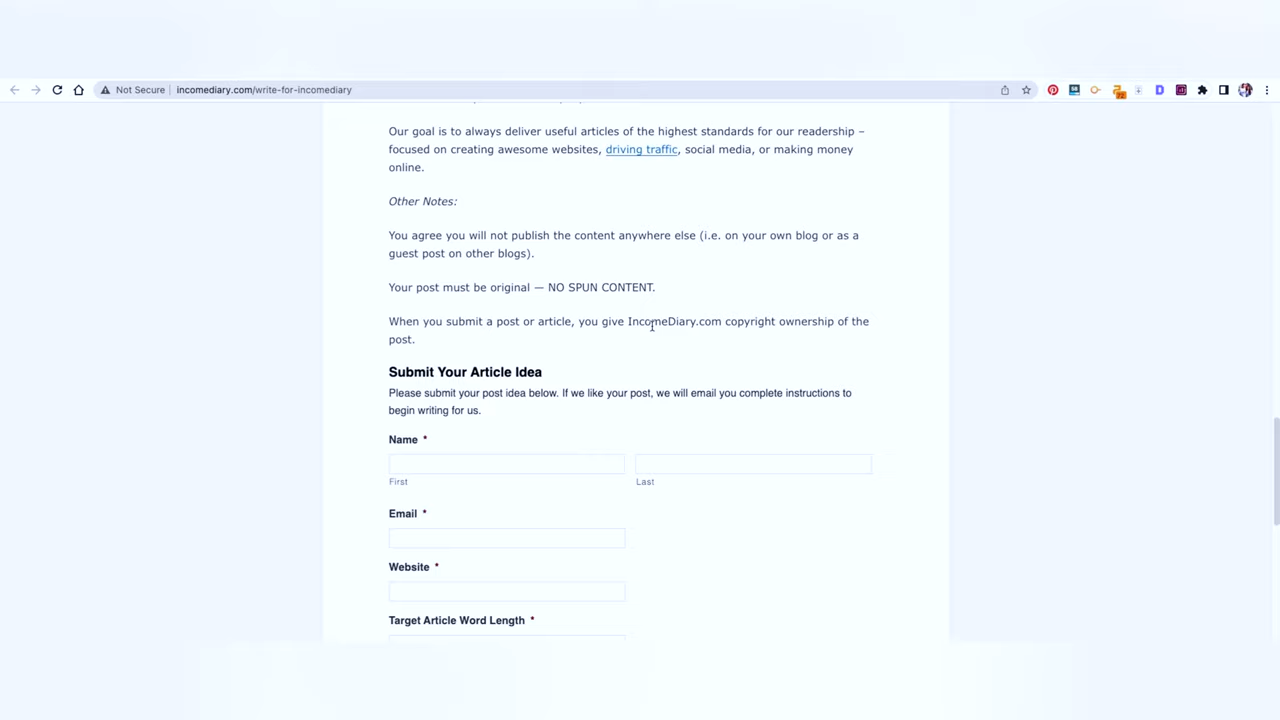 Not Secure
incomediary.com/write-for-incomediary
Our goal is to always deliver useful articles of the highest standards for our readership –
focused on creating awesome websites, driving traffic, social media, or making money
online.
Other Notes:
You agree you will not publish the content anywhere else (i.e. on your own blog or as a
guest post on other blogs).
Your post must be original — NO SPUN CONTENT.
When you submit a post or article, you give IncomeDiary.com copyright ownership of the
post.
Submit Your Article Idea
Please submit your post idea below. If we like your post, we will email you complete instructions to
begin writing for us.
Name *
First Last
Email *
Website *
Target Article Word Length *